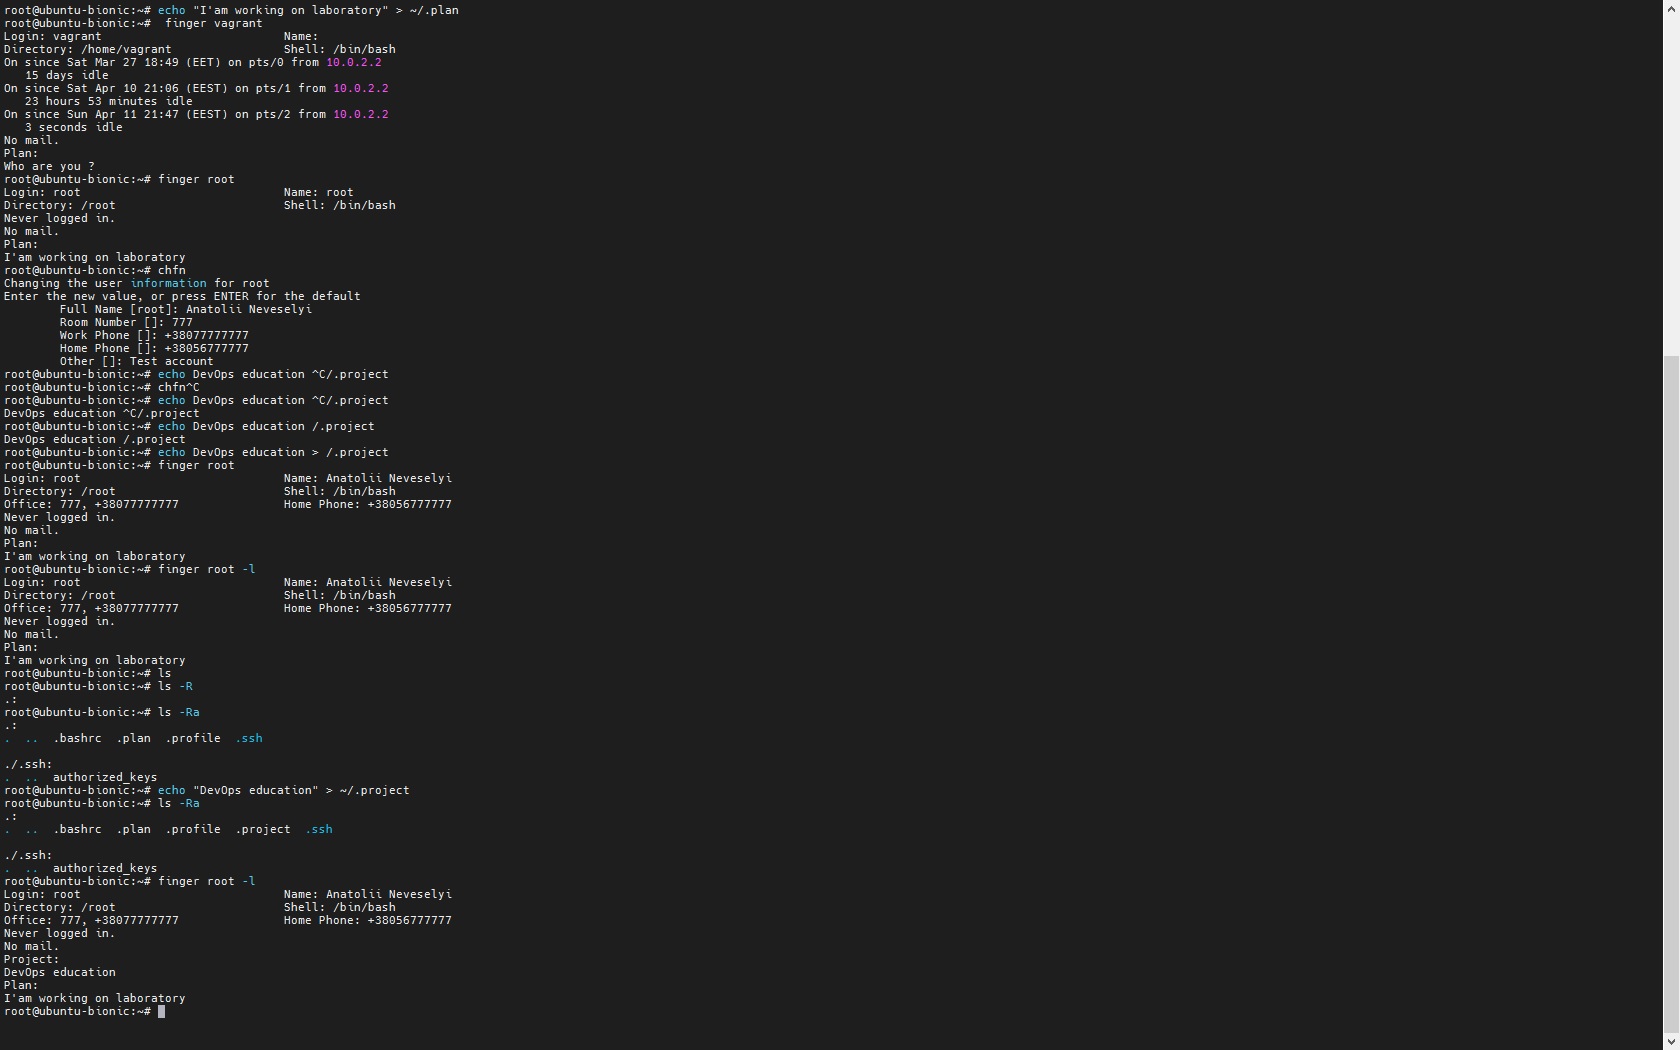 root@ubuntu-bionic:~# echo "I'am working on laboratory" > ~/.plan
root@ubuntu-bionic:~#  finger vagrant
Login: vagrant                          Name:
Directory: /home/vagrant                Shell: /bin/bash
On since Sat Mar 27 18:49 (EET) on pts/0 from 10.0.2.2
   15 days idle
On since Sat Apr 10 21:06 (EEST) on pts/1 from 10.0.2.2
   23 hours 53 minutes idle
On since Sun Apr 11 21:47 (EEST) on pts/2 from 10.0.2.2
   3 seconds idle
No mail.
Plan:
Who are you ?
root@ubuntu-bionic:~# finger root
Login: root                             Name: root
Directory: /root                        Shell: /bin/bash
Never logged in.
No mail.
Plan:
I'am working on laboratory
root@ubuntu-bionic:~# chfn
Changing the user information for root
Enter the new value, or press ENTER for the default
        Full Name [root]: Anatolii Neveselyi
        Room Number []: 777
        Work Phone []: +38077777777
        Home Phone []: +38056777777
        Other []: Test account
root@ubuntu-bionic:~# echo DevOps education ^C/.project
root@ubuntu-bionic:~# chfn^C
root@ubuntu-bionic:~# echo DevOps education ^C/.project
DevOps education ^C/.project
root@ubuntu-bionic:~# echo DevOps education /.project
DevOps education /.project
root@ubuntu-bionic:~# echo DevOps education > /.project
root@ubuntu-bionic:~# finger root
Login: root                             Name: Anatolii Neveselyi
Directory: /root                        Shell: /bin/bash
Office: 777, +38077777777               Home Phone: +38056777777
Never logged in.
No mail.
Plan:
I'am working on laboratory
root@ubuntu-bionic:~# finger root -l
Login: root                             Name: Anatolii Neveselyi
Directory: /root                        Shell: /bin/bash
Office: 777, +38077777777               Home Phone: +38056777777
Never logged in.
No mail.
Plan:
I'am working on laboratory
root@ubuntu-bionic:~# ls
root@ubuntu-bionic:~# ls -R
.:
root@ubuntu-bionic:~# ls -Ra
.:
.  ..  .bashrc  .plan  .profile  .ssh

./.ssh:
.  ..  authorized_keys
root@ubuntu-bionic:~# echo "DevOps education" > ~/.project
root@ubuntu-bionic:~# ls -Ra
.:
.  ..  .bashrc  .plan  .profile  .project  .ssh

./.ssh:
.  ..  authorized_keys
root@ubuntu-bionic:~# finger root -l
Login: root                             Name: Anatolii Neveselyi
Directory: /root                        Shell: /bin/bash
Office: 777, +38077777777               Home Phone: +38056777777
Never logged in.
No mail.
Project:
DevOps education
Plan:
I'am working on laboratory
root@ubuntu-bionic:~#